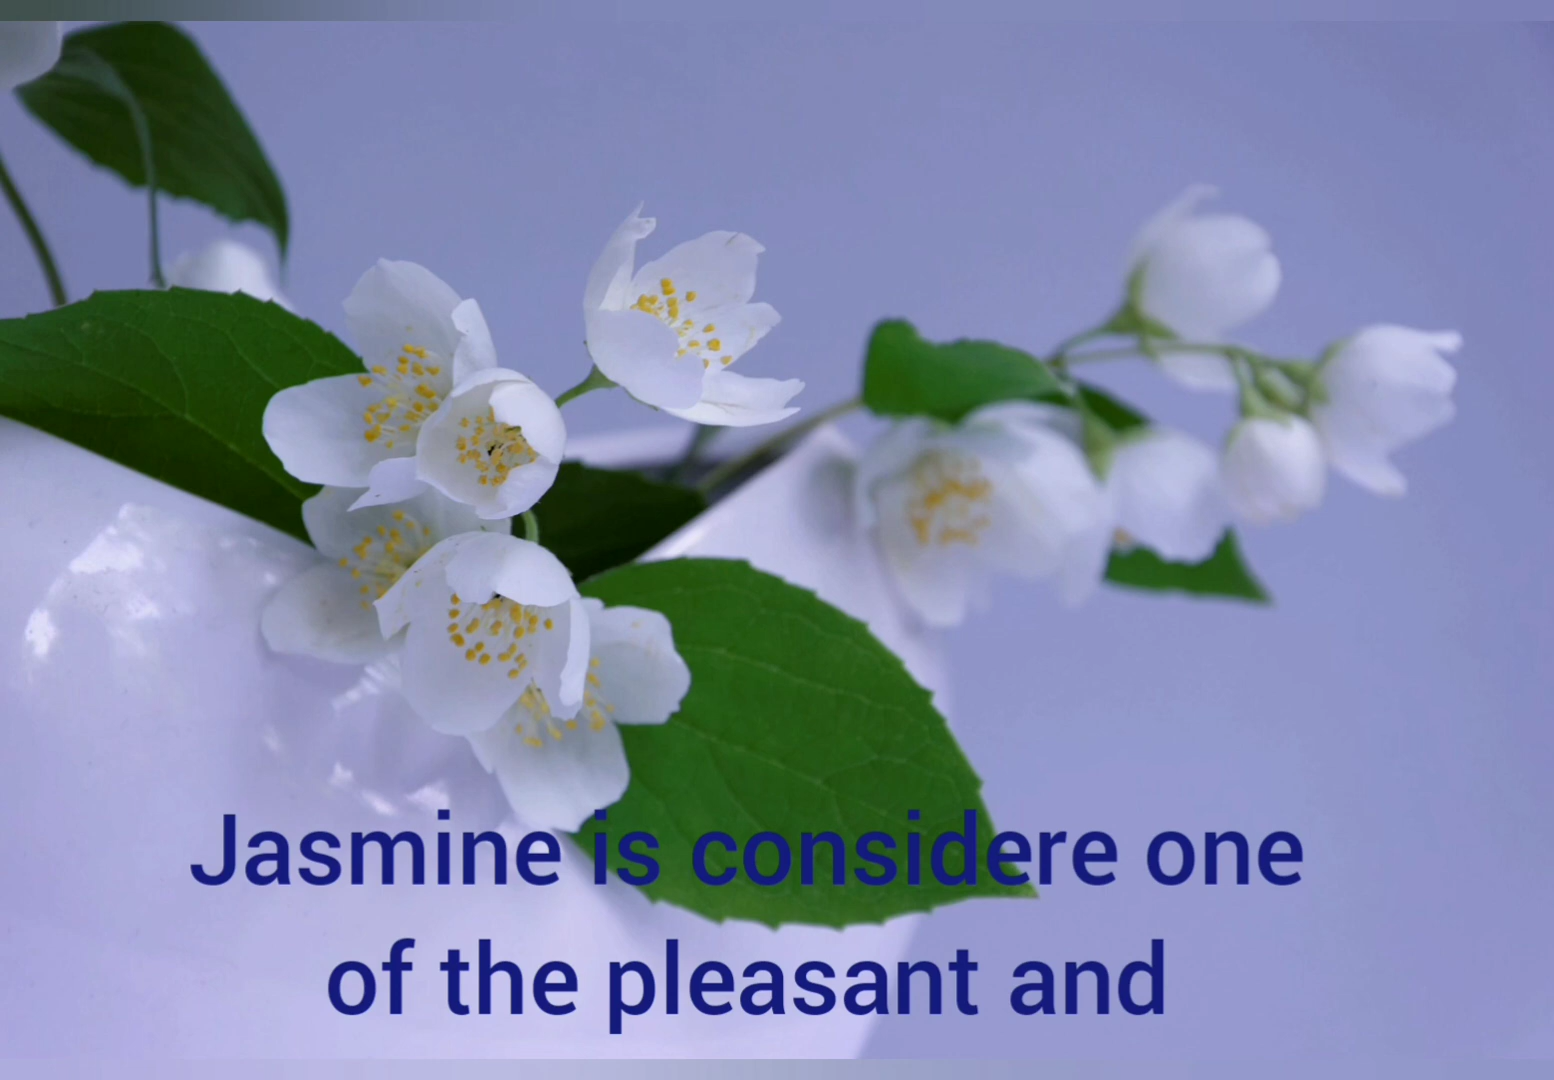 Jasmine is considere one
of the pleasant and